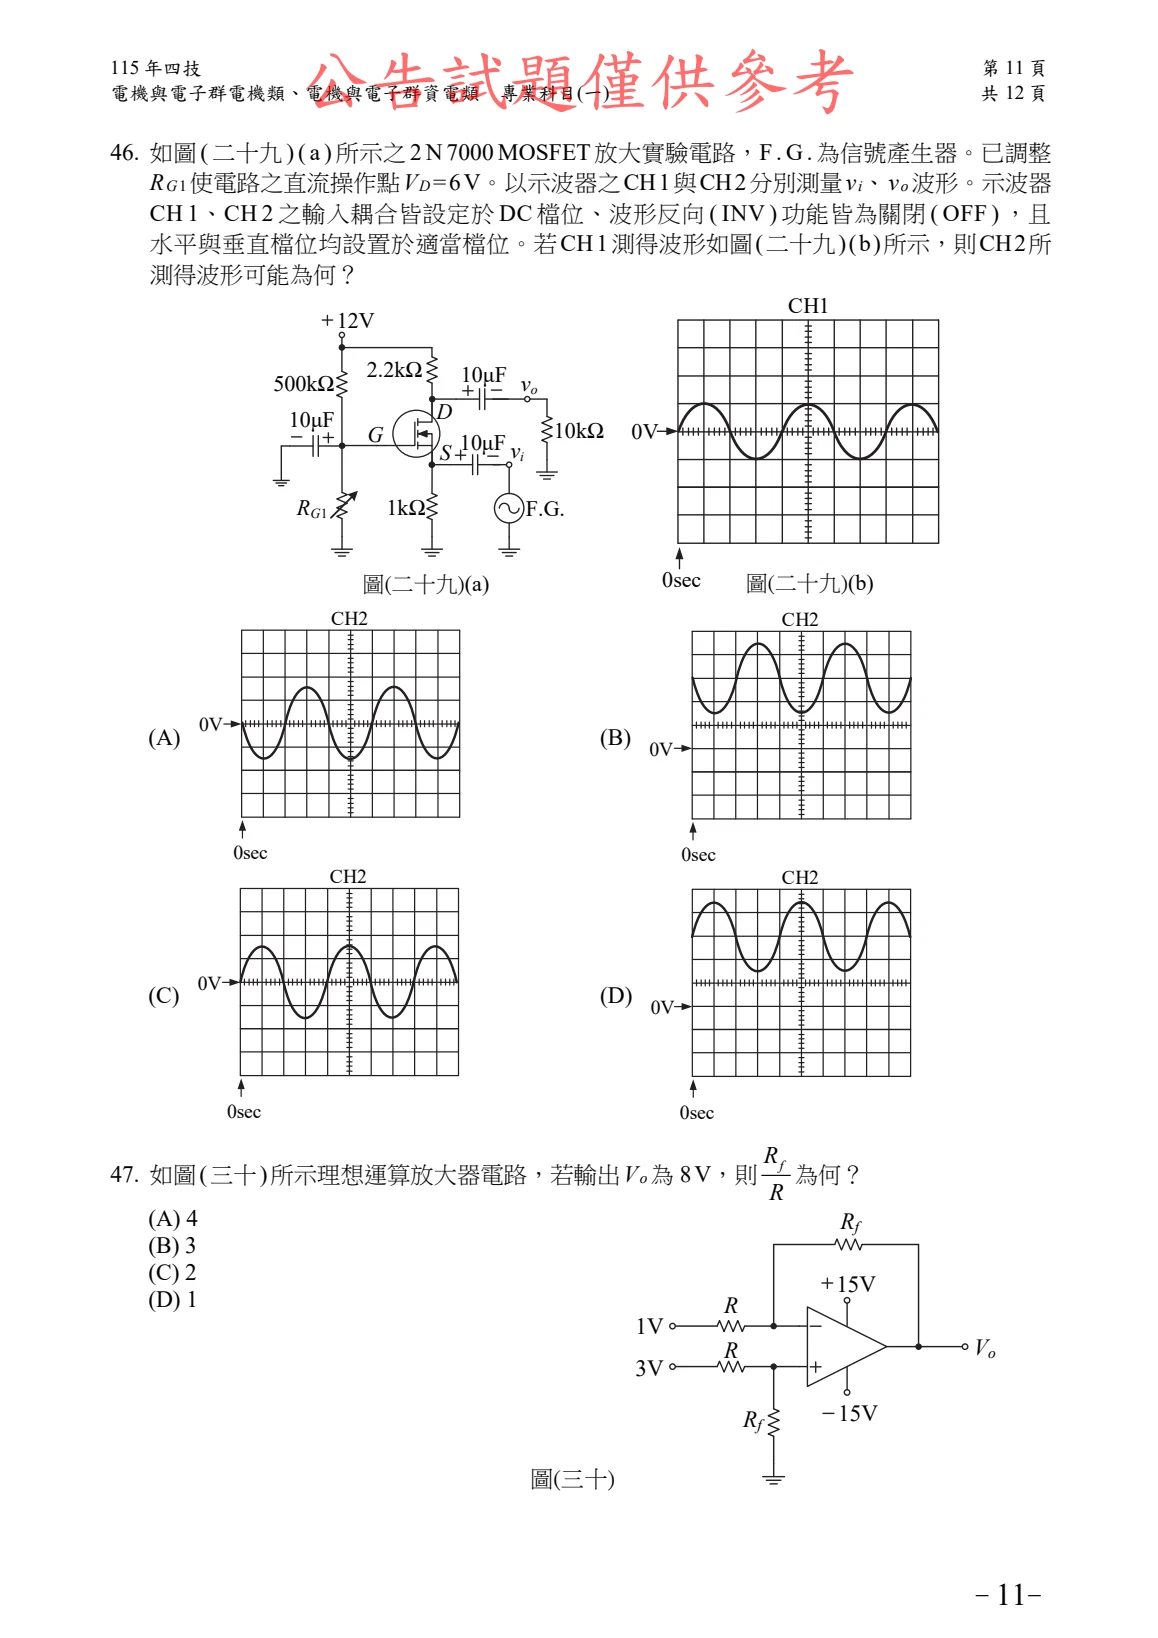 115 年四技
電機與電子群電機類、電機與電子群資電類 專業科目(一)
公告試題僅供參考
第 11 頁
共 12 頁
46. 如圖(二十九)(a)所示之2N7000 MOSFET放大實驗電路，F.G.為信號產生器。已調整
RG1使電路之直流操作點VD=6V。以示波器之CH1與CH2分別測量vi、vo波形。示波器
CH1、CH2之輸入耦合皆設定於DC檔位、波形反向(INV)功能皆為關閉(OFF)，且
水平與垂直檔位均設置於適當檔位。若CH1測得波形如圖(二十九)(b)所示，則CH2所
測得波形可能為何？
+12V
2.2kΩ
500kΩ
10μF
+ −
vo
10μF
− +
G
D
S
10kΩ
10μF
+ −
vi
RG1
1kΩ
F.G.
圖(二十九)(a)
CH1
0V
0sec
圖(二十九)(b)
(A)
CH2
0V
0sec
(B)
CH2
0V
0sec
(C)
CH2
0V
0sec
(D)
CH2
0V
0sec
47. 如圖(三十)所示理想運算放大器電路，若輸出Vo為 8V，則 Rf/R 為何？
(A) 4
(B) 3
(C) 2
(D) 1
Rf
+15V
1V
R
−
3V
R
+
Vo
Rf
−15V
圖(三十)
- 11-